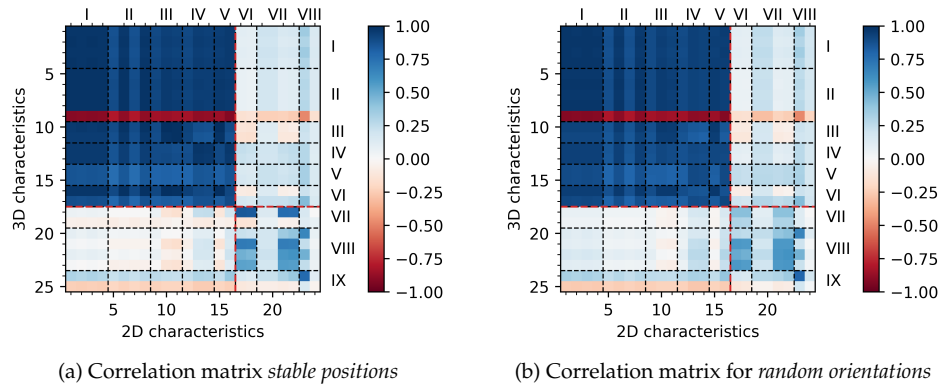 I II III IV V VI VII VIII
5
10
15
20
25
3D characteristics
I
II
III
IV
V
VI
VII
VIII
IX
5 10 15 20
2D characteristics
1.00
0.75
0.50
0.25
0.00
−0.25
−0.50
−0.75
−1.00
(a) Correlation matrix stable positions
I II III IV V VI VII VIII
5
10
15
20
25
3D characteristics
I
II
III
IV
V
VI
VII
VIII
IX
5 10 15 20
2D characteristics
1.00
0.75
0.50
0.25
0.00
−0.25
−0.50
−0.75
−1.00
(b) Correlation matrix for random orientations